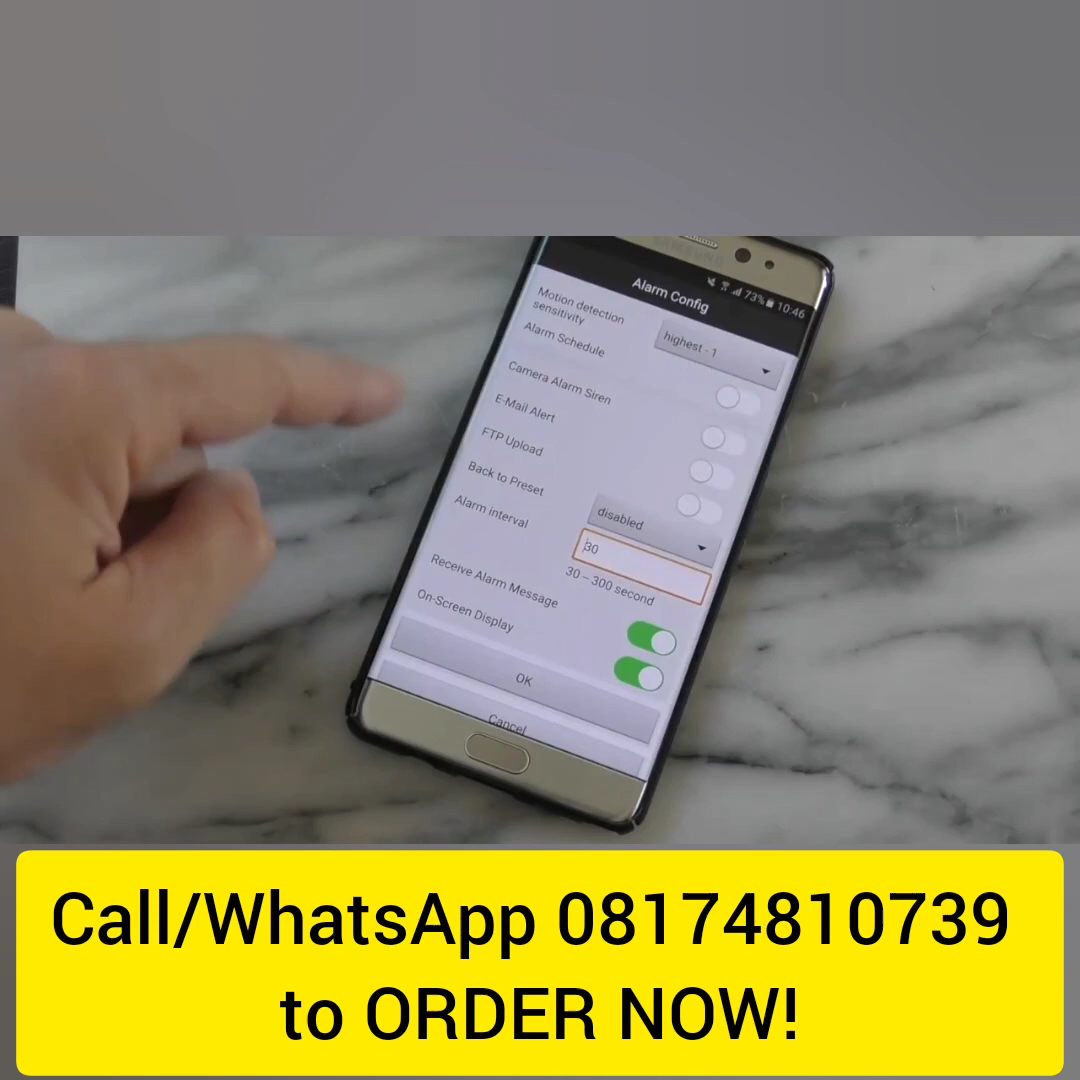 SAMSUNG
73% 10:46
Alarm Config
Motion detection
sensitivity
highest - 1
Alarm Schedule
Camera Alarm Siren
E-Mail Alert
FTP Upload
Back to Preset
disabled
Alarm interval
30
30 – 300 second
Receive Alarm Message
On-Screen Display
OK
Cancel
Call/WhatsApp 08174810739
to ORDER NOW!